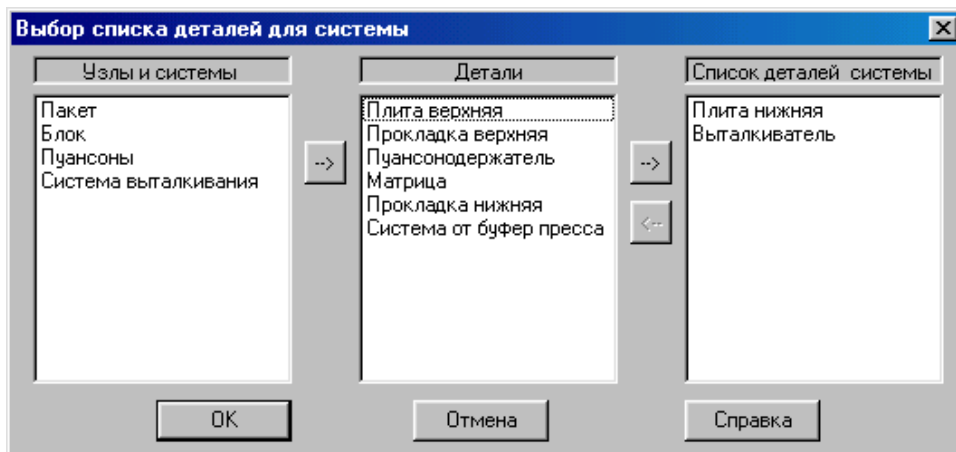 Выбор списка деталей для системы
Узлы и системы
Пакет
Блок
Пуансоны
Система выталкивания
-->
Детали
Плита верхняя
Прокладка верхняя
Пуансонодержатель
Матрица
Прокладка нижняя
Система от буфер пресса
-->
<--
Список деталей системы
Плита нижняя
Выталкиватель
OK
Отмена
Справка